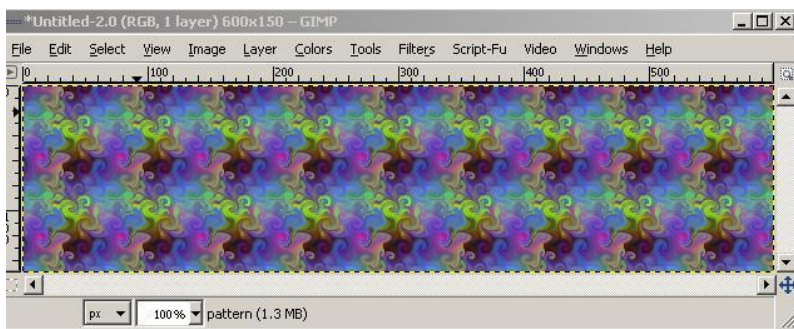 *Untitled-2.0 (RGB, 1 layer) 600x150 – GIMP
File Edit Select View Image Layer Colors Tools Filters Script-Fu Video Windows Help
0 100 200 300 400 500
px 100% pattern (1.3 MB)